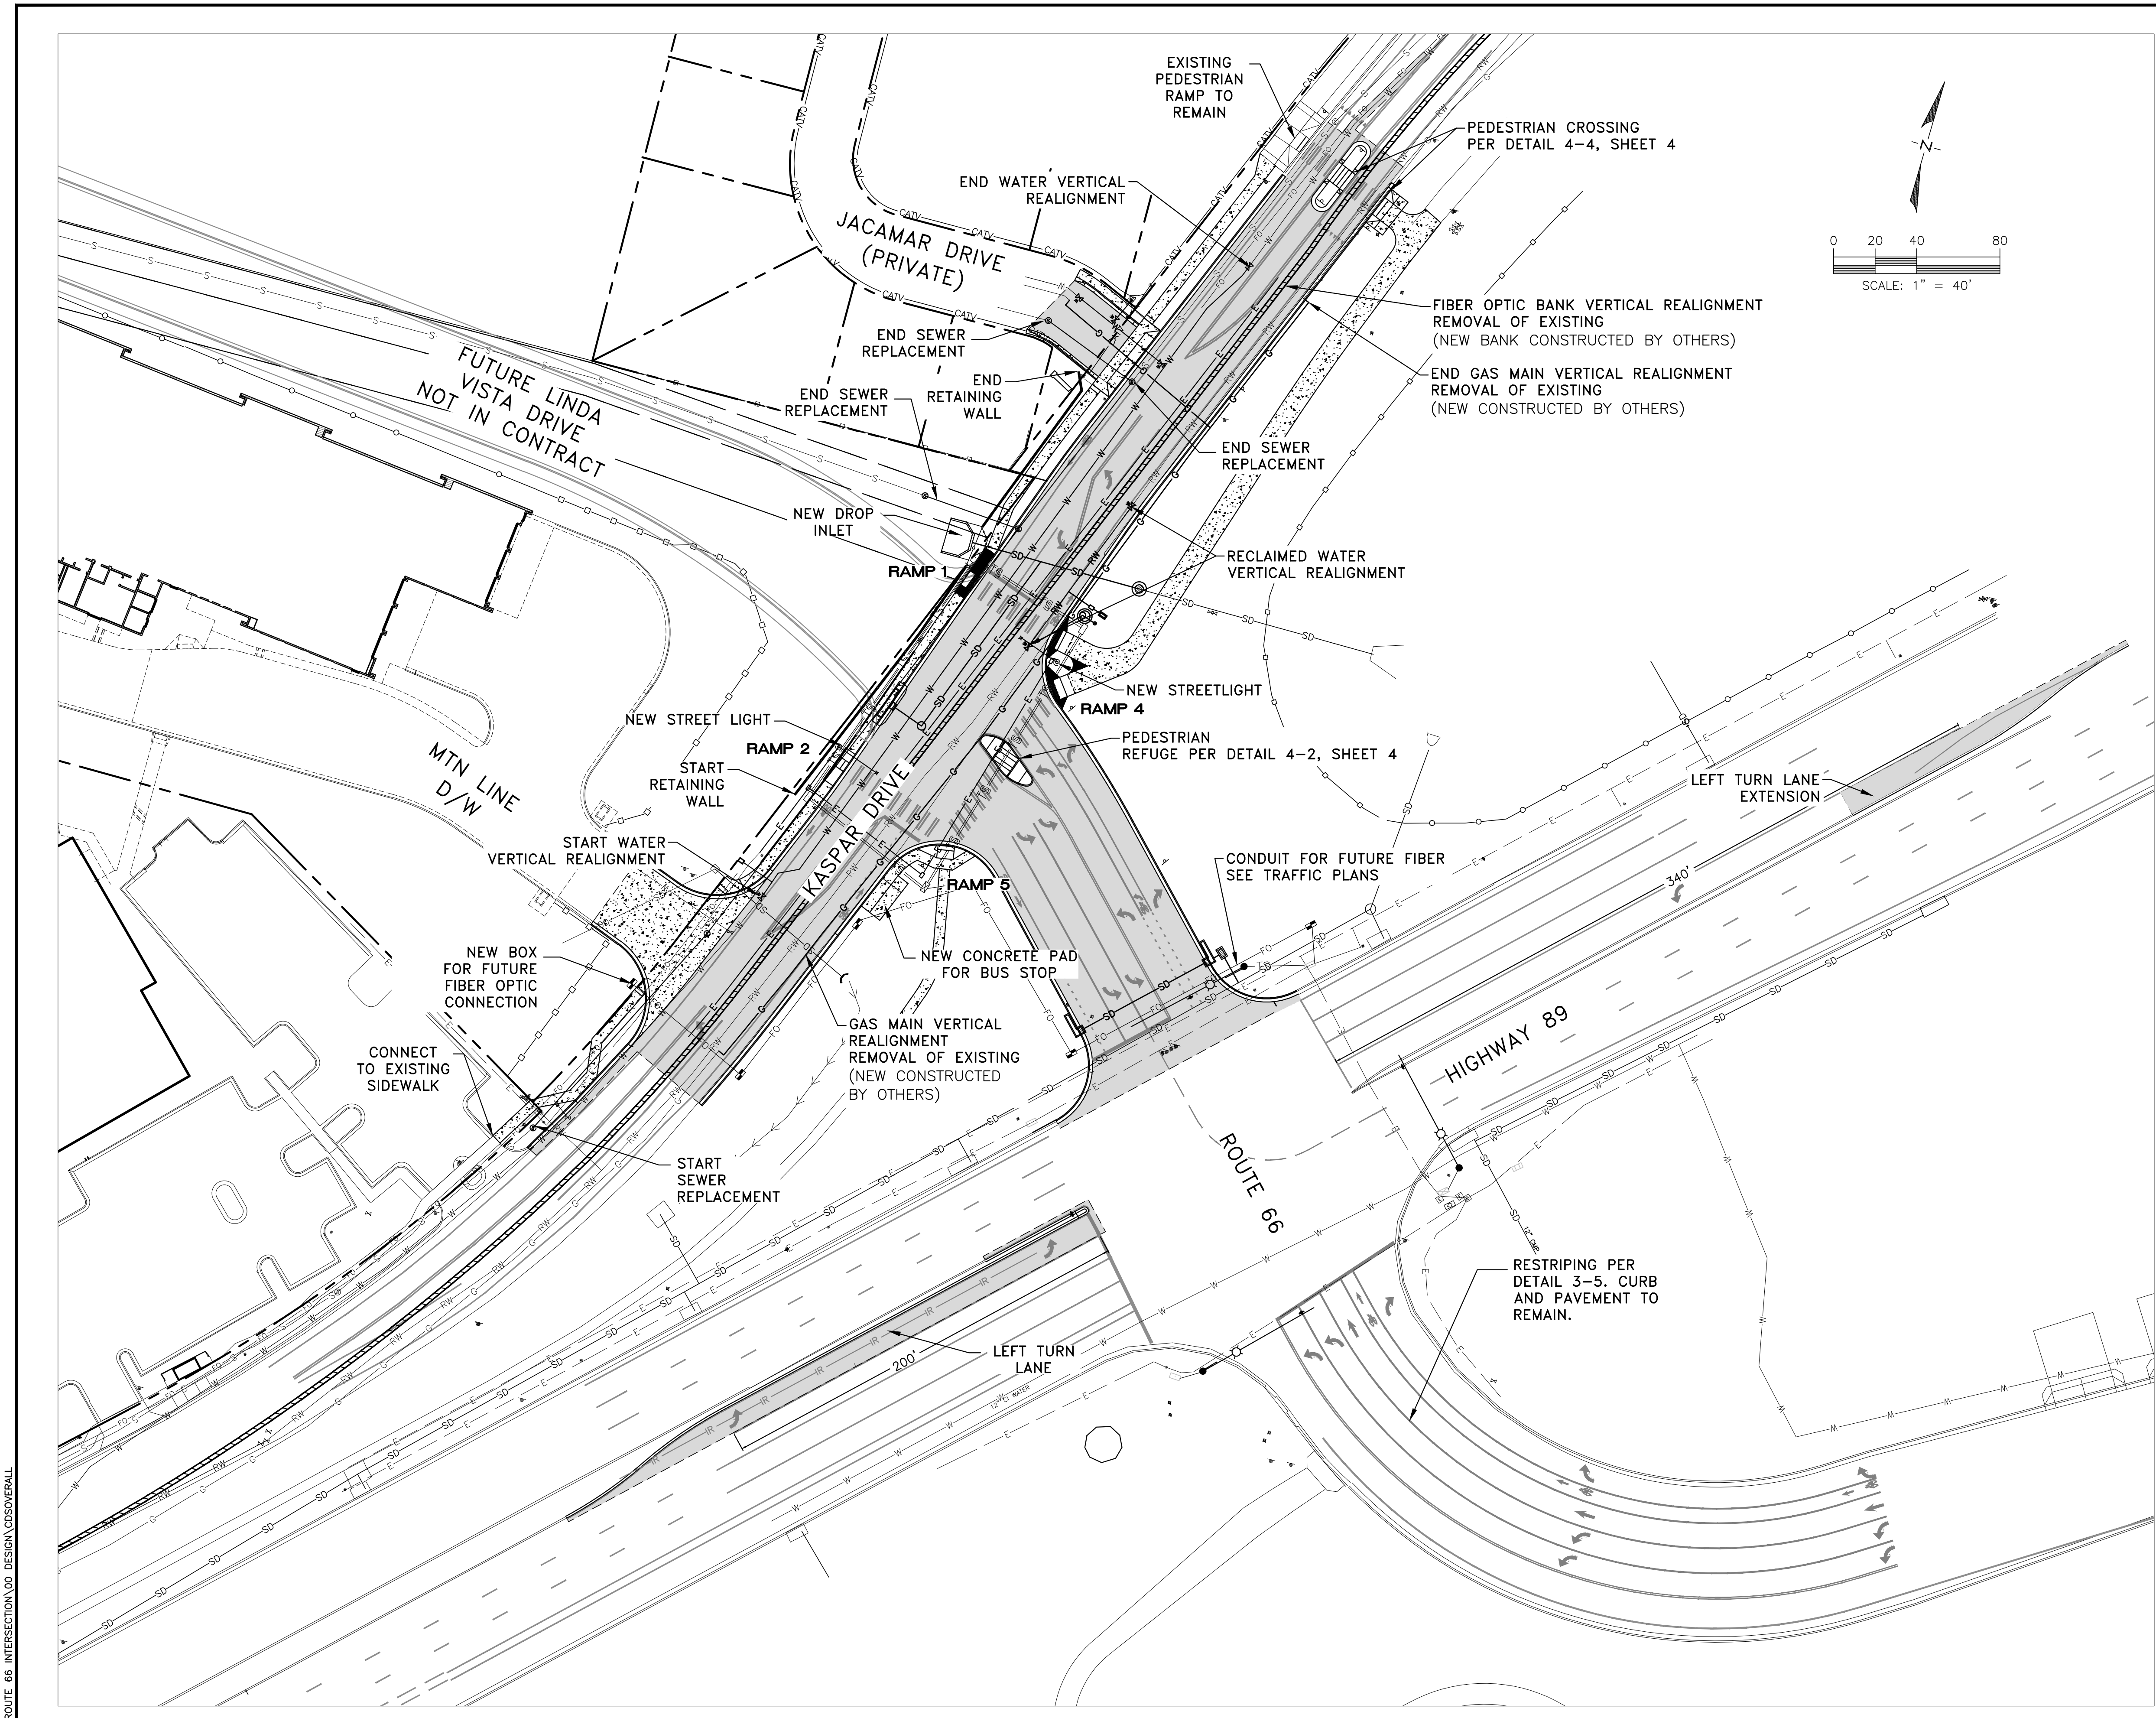 EXISTING
PEDESTRIAN
RAMP TO
REMAIN
PEDESTRIAN CROSSING
PER DETAIL 4-4, SHEET 4
N
0 20 40 80
SCALE: 1" = 40'
END WATER VERTICAL
REALIGNMENT
JACAMAR DRIVE
(PRIVATE)
FIBER OPTIC BANK VERTICAL REALIGNMENT
REMOVAL OF EXISTING
(NEW BANK CONSTRUCTED BY OTHERS)
END SEWER
REPLACEMENT
END GAS MAIN VERTICAL REALIGNMENT
REMOVAL OF EXISTING
(NEW CONSTRUCTED BY OTHERS)
FUTURE LINDA
VISTA DRIVE
NOT IN CONTRACT
END
RETAINING
WALL
END SEWER
REPLACEMENT
END SEWER
REPLACEMENT
NEW DROP
INLET
RAMP 1
RECLAIMED WATER
VERTICAL REALIGNMENT
NEW STREETLIGHT
RAMP 4
NEW STREET LIGHT
RAMP 2
PEDESTRIAN
REFUGE PER DETAIL 4-2, SHEET 4
START
RETAINING
WALL
MTN LINE
D/W
KASPAR DRIVE
LEFT TURN LANE
EXTENSION
START WATER
VERTICAL REALIGNMENT
CONDUIT FOR FUTURE FIBER
SEE TRAFFIC PLANS
340'
RAMP 5
NEW BOX
FOR FUTURE
FIBER OPTIC
CONNECTION
NEW CONCRETE PAD
FOR BUS STOP
GAS MAIN VERTICAL
REALIGNMENT
REMOVAL OF EXISTING
(NEW CONSTRUCTED
BY OTHERS)
HIGHWAY 89
CONNECT
TO EXISTING
SIDEWALK
START
SEWER
REPLACEMENT
ROUTE 66
12" CMP
RESTRIPING PER
DETAIL 3-5. CURB
AND PAVEMENT TO
REMAIN.
LEFT TURN
LANE
200'
12" DI WATER
ROUTE 66 INTERSECTION\00 DESIGN\CDSOVERALL